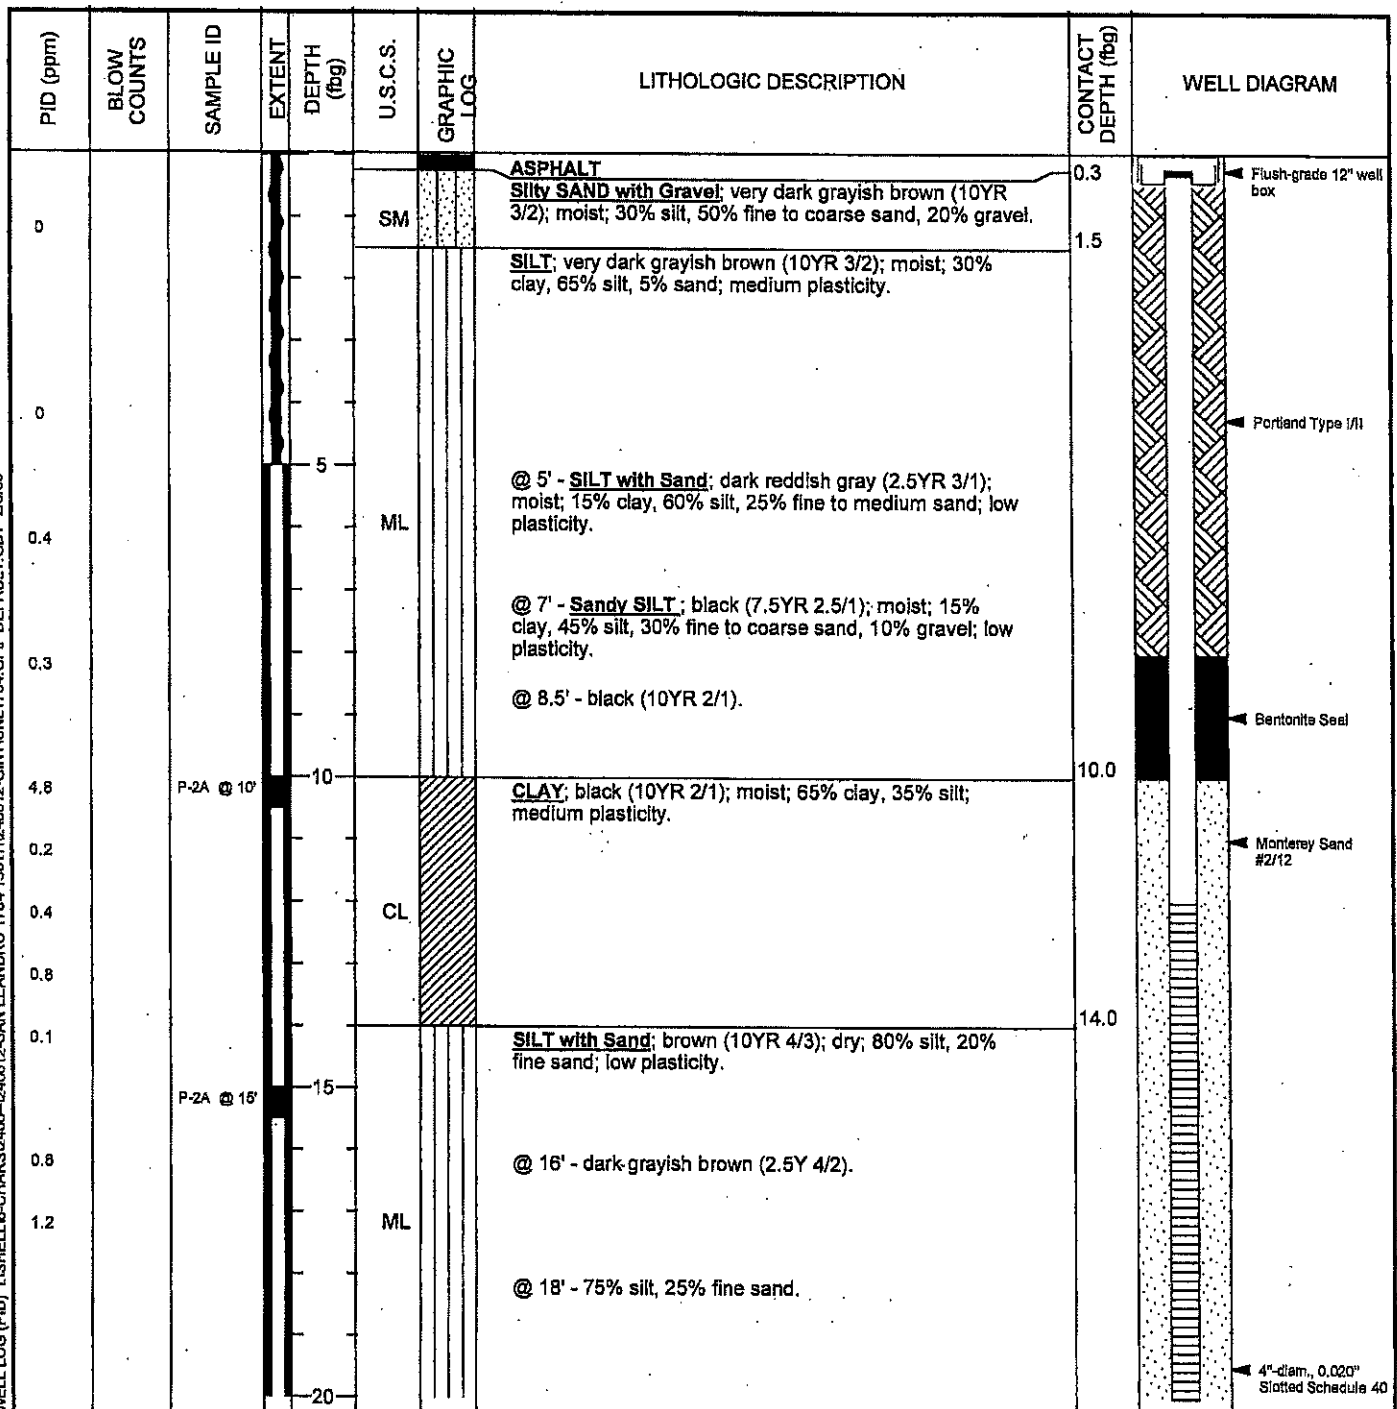 PID (ppm)
BLOW
COUNTS
SAMPLE ID
EXTENT
DEPTH
(fbg)
U.S.C.S.
GRAPHIC
LOG
LITHOLOGIC DESCRIPTION
CONTACT
DEPTH (fbg)
WELL DIAGRAM
ASPHALT
0.3
Flush-grade 12" well
box
Silty SAND with Gravel; very dark grayish brown (10YR
3/2); moist; 30% silt, 50% fine to coarse sand, 20% gravel.
SM
0
1.5
SILT; very dark grayish brown (10YR 3/2); moist; 30%
clay, 65% silt, 5% sand; medium plasticity.
0
Portland Type I/II
5
@ 5' - SILT with Sand; dark reddish gray (2.5YR 3/1);
moist; 15% clay, 60% silt, 25% fine to medium sand; low
plasticity.
ML
0.4
@ 7' - Sandy SILT ; black (7.5YR 2.5/1); moist; 15%
clay, 45% silt, 30% fine to coarse sand, 10% gravel; low
plasticity.
0.3
@ 8.5' - black (10YR 2/1).
Bentonite Seal
10
10.0
4.8
P-2A @ 10'
CLAY; black (10YR 2/1); moist; 65% clay, 35% silt;
medium plasticity.
0.2
Monterey Sand
#2/12
0.4
CL
0.8
14.0
0.1
SILT with Sand; brown (10YR 4/3); dry; 80% silt, 20%
fine sand; low plasticity.
15
P-2A @ 15'
0.8
@ 16' - dark grayish brown (2.5Y 4/2).
1.2
ML
@ 18' - 75% silt, 25% fine sand.
4"-diam., 0.020"
Slotted Schedule 40
20
WELL LOG (PID)